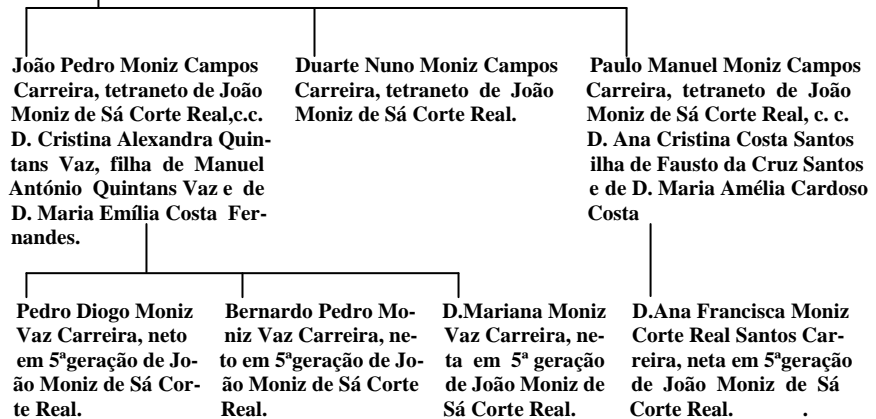 João Pedro Moniz Campos
Carreira, tetraneto de João
Moniz de Sá Corte Real,c.c.
D. Cristina Alexandra Quin-
tans Vaz, filha de Manuel
António Quintans Vaz e de
D. Maria Emília Costa Fer-
nandes.
Duarte Nuno Moniz Campos
Carreira, tetraneto de João
Moniz de Sá Corte Real.
Paulo Manuel Moniz Campos
Carreira, tetraneto de João
Moniz de Sá Corte Real, c. c.
D. Ana Cristina Costa Santos
ilha de Fausto da Cruz Santos
e de D. Maria Amélia Cardoso
Costa
Pedro Diogo Moniz
Vaz Carreira, neto
em 5ªgeração de Jo-
ão Moniz de Sá Cor-
te Real.
Bernardo Pedro Mo-
niz Vaz Carreira, ne-
to em 5ªgeração de Jo-
ão Moniz de Sá Corte
Real.
D.Mariana Moniz
Vaz Carreira, ne-
ta em 5ª geração
de João Moniz de
Sá Corte Real.
D.Ana Francisca Moniz
Corte Real Santos Car-
reira, neta em 5ªgeração
de João Moniz de Sá
Corte Real. .